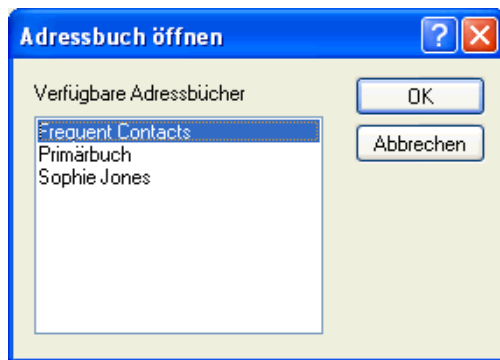 Adressbuch öffnen
?
Verfügbare Adressbücher
OK
Frequent Contacts
Abbrechen
Primärbuch
Sophie Jones